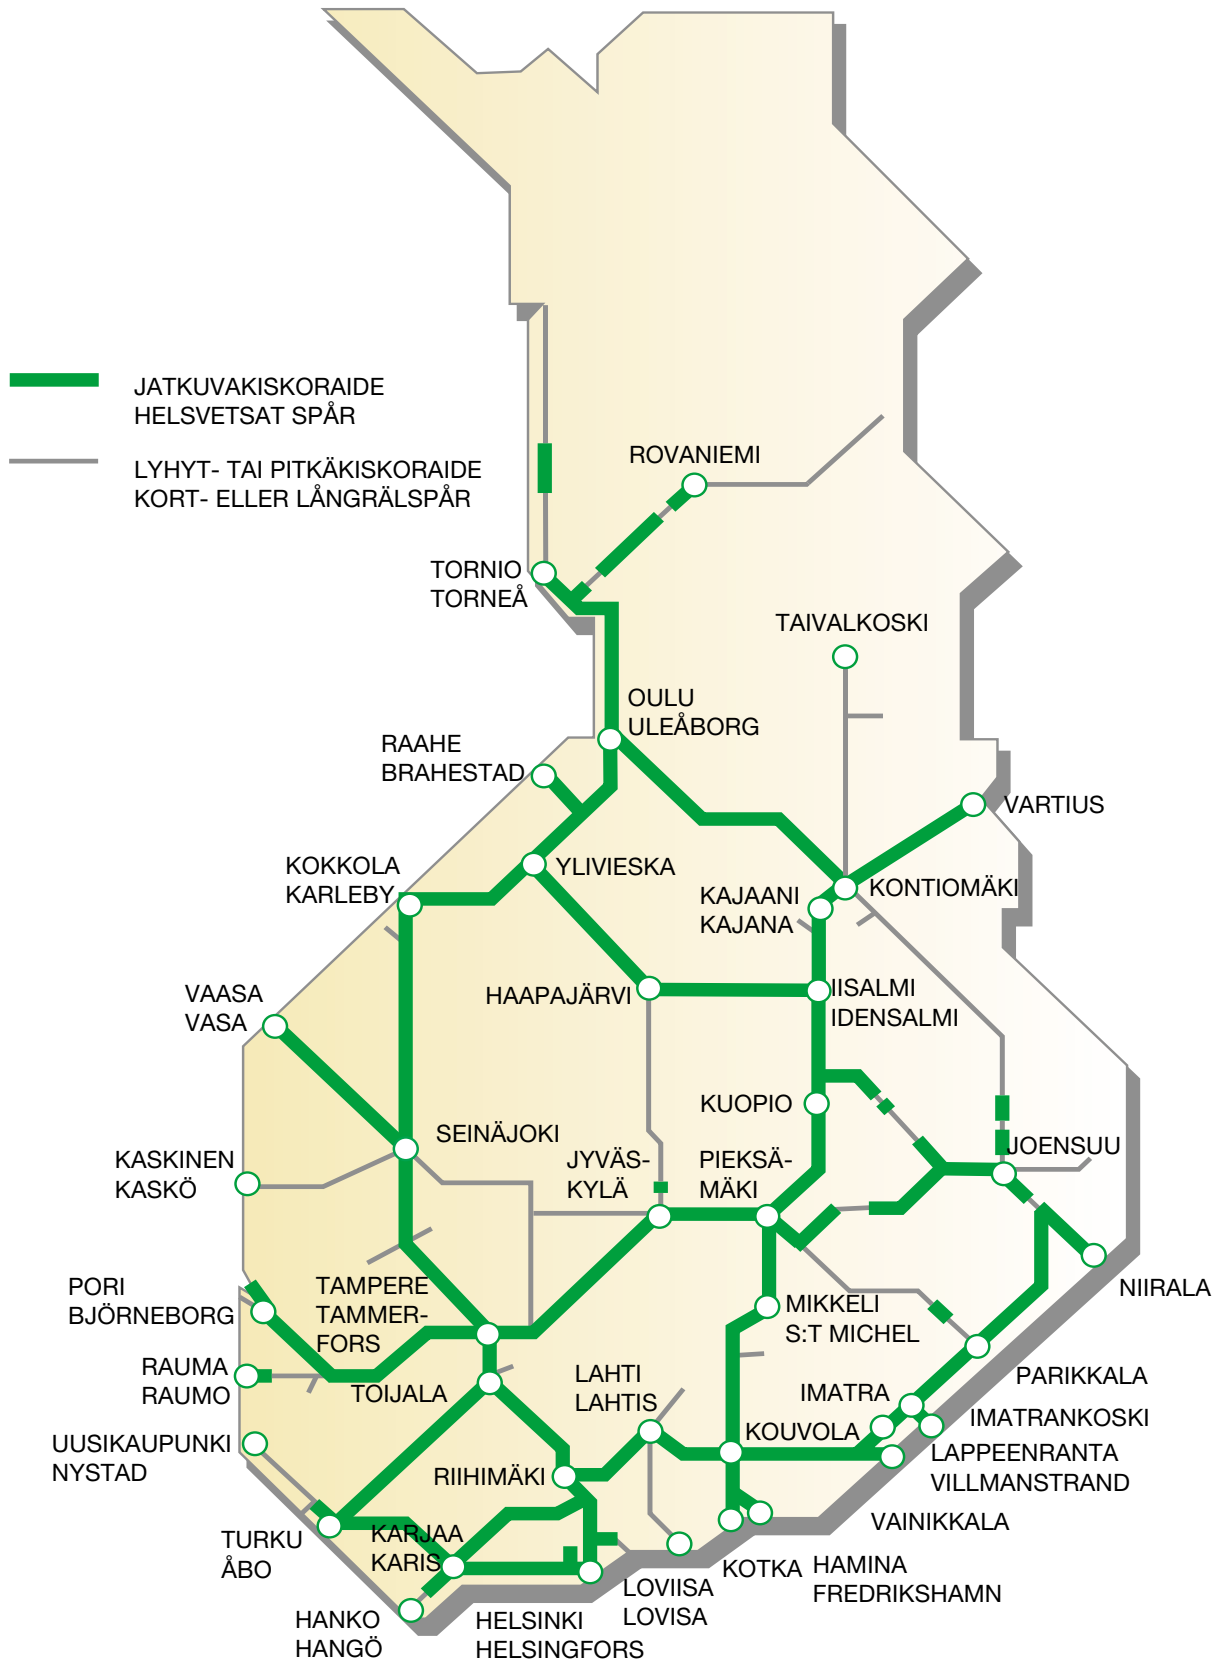 JATKUVAKISKORAIDE
HELSVETSAT SPÅR
LYHYT- TAI PITKÄKISKORAIDE
KORT- ELLER LÅNGRÄLSPÅR
ROVANIEMI
TORNIO
TORNEÅ
TAIVALKOSKI
OULU
ULEÅBORG
RAAHE
BRAHESTAD
VARTIUS
KOKKOLA
KARLEBY
YLIVIESKA
KAJAANI
KAJANA
KONTIOMÄKI
VAASA
VASA
HAAPAJÄRVI
IISALMI
IDENSALMI
KUOPIO
SEINÄJOKI
JOENSUU
KASKINEN
KASKÖ
JYVÄS-
KYLÄ
PIEKSÄ-
MÄKI
PORI
BJÖRNEBORG
TAMPERE
TAMMER-
FORS
NIIRALA
MIKKELI
S:T MICHEL
RAUMA
RAUMO
TOIJALA
LAHTI
LAHTIS
PARIKKALA
IMATRA
IMATRANKOSKI
KOUVOLA
UUSIKAUPUNKI
NYSTAD
RIIHIMÄKI
LAPPEENRANTA
VILLMANSTRAND
VAINIKKALA
TURKU
ÅBO
KARJAA
KARIS
KOTKA
HAMINA
FREDRIKSHAMN
LOVIISA
LOVISA
HANKO
HANGÖ
HELSINKI
HELSINGFORS